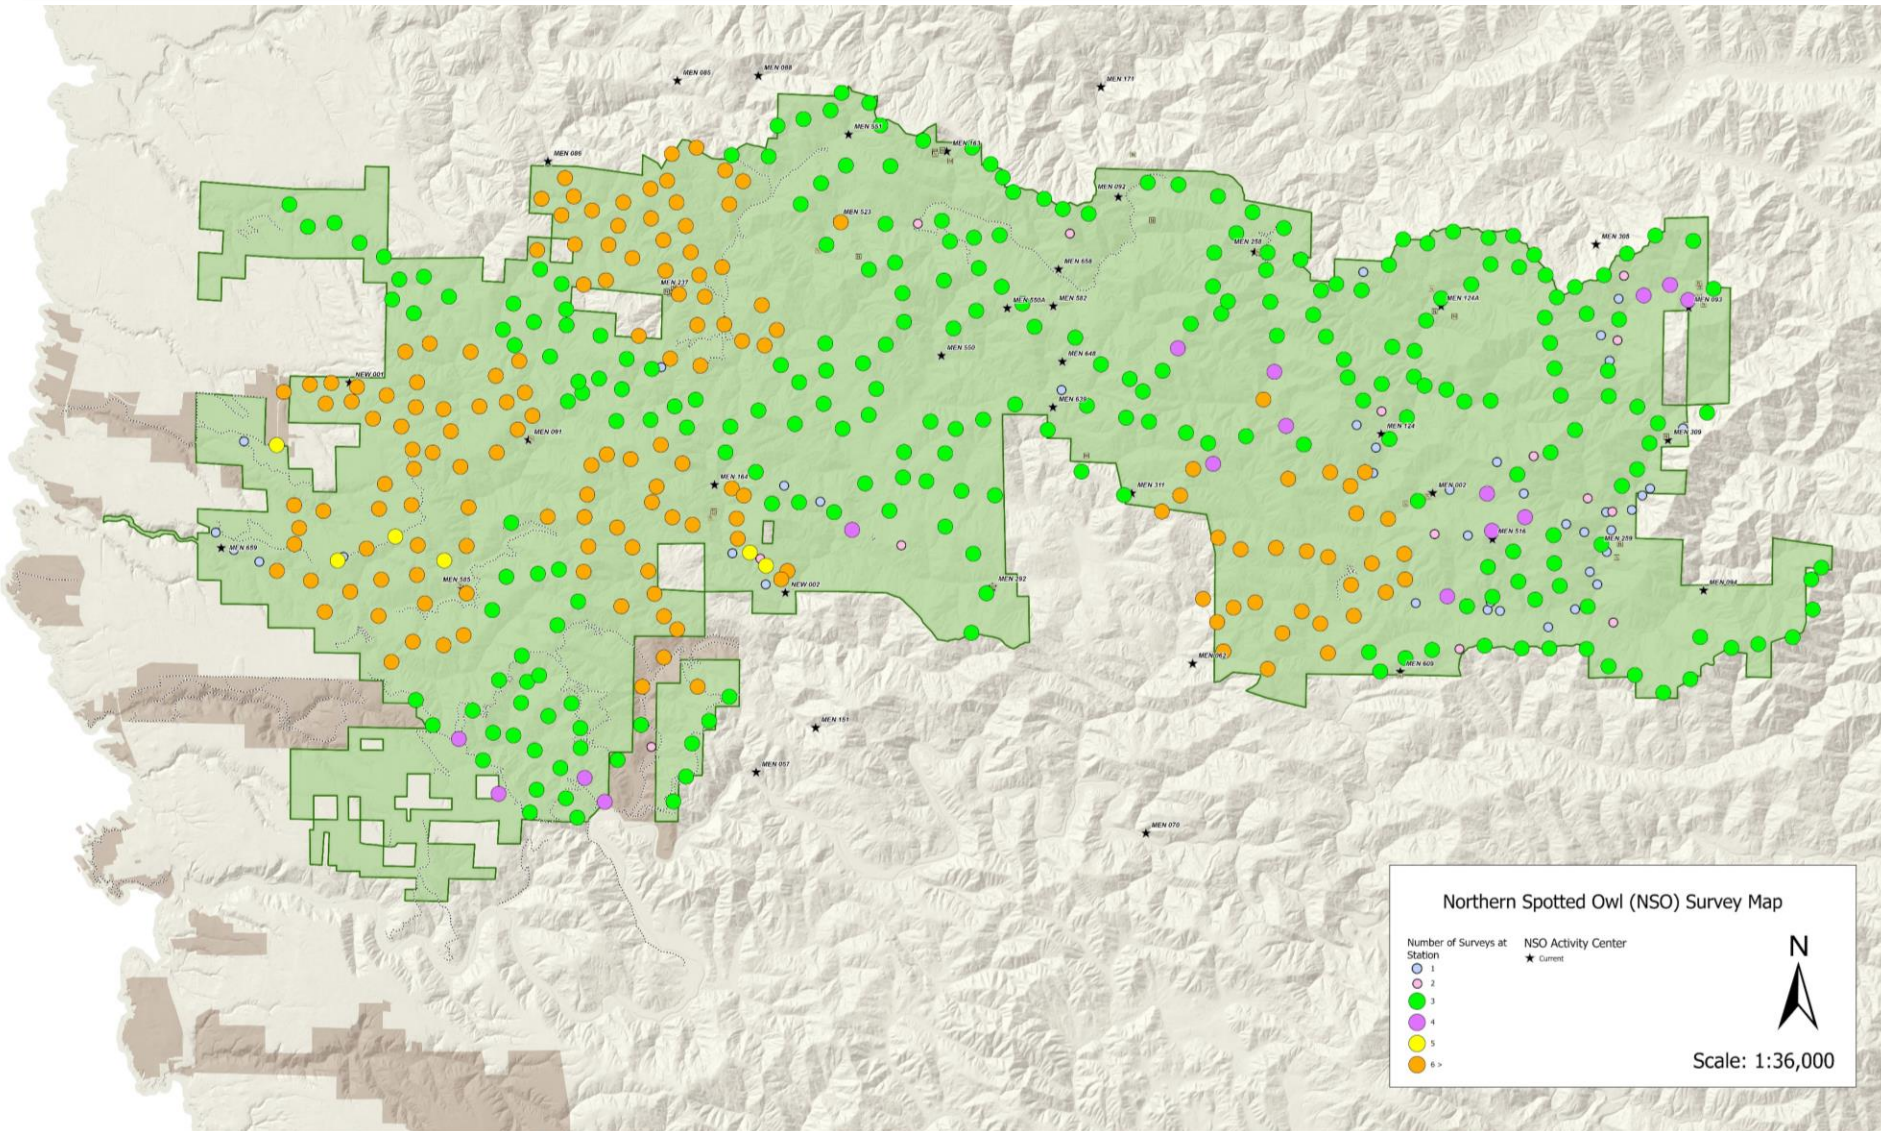 MEN 085
MEN 088
MEN 171
MEN 551
MEN 161
MEN 086
MEN 092
MEN 523
MEN 305
MEN 258
MEN 658
MEN 237
MEN 550A
MEN 582
MEN 124A
MEN 093
MEN 550
MEN 648
NEW 001
MEN 639
MEN 091
MEN 124
MEN 309
MEN 164
MEN 311
MEN 002
MEN 516
MEN 259
MEN 659
MEN 585
NEW 002
MEN 292
MEN 094
MEN 062
MEN 609
MEN 151
MEN 057
MEN 070
Northern Spotted Owl (NSO) Survey Map
Number of Surveys at
Station
1
2
3
4
5
6 >
NSO Activity Center
Current
N
Scale: 1:36,000